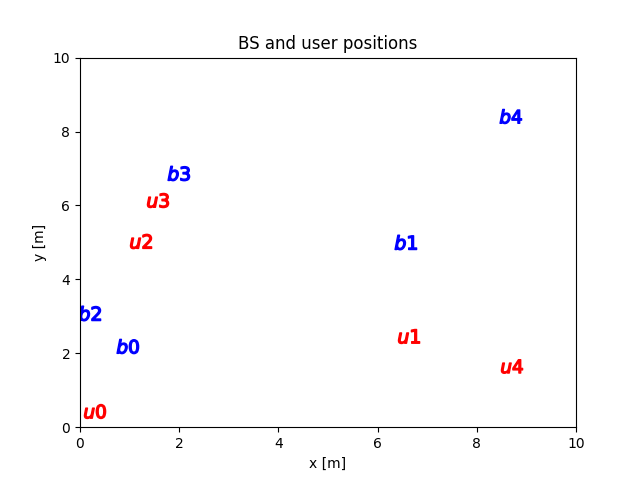 BS and user positions
10
b4
8
b3
u3
6
u2
b1
y [m]
4
b2
b0
2
u1
u4
u0
0
0 2 4 6 8 10
x [m]